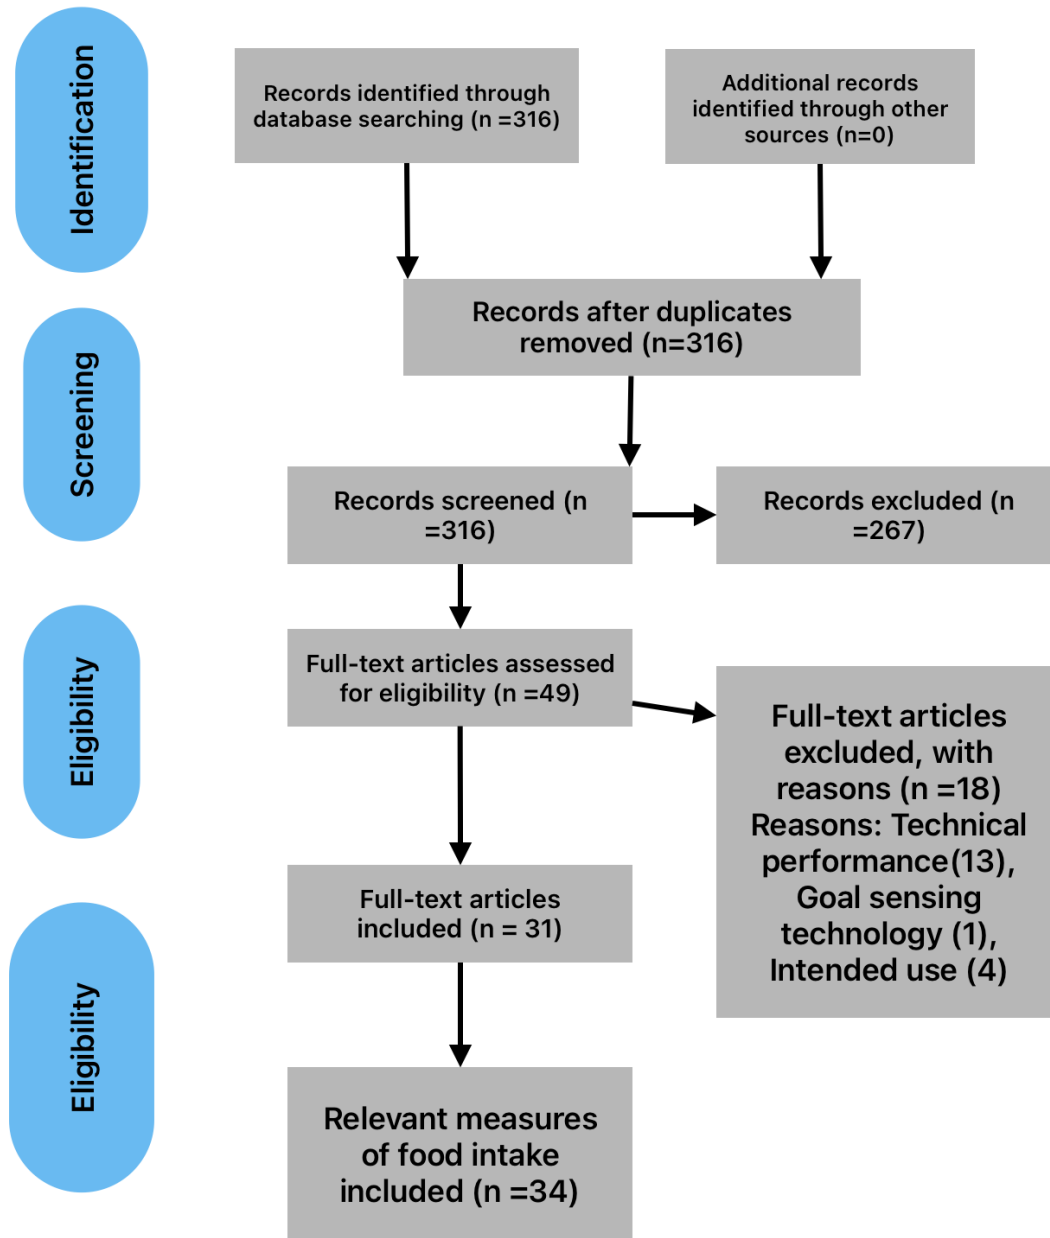 Identification
Records identified through
database searching (n =316)
Additional records
identified through other
sources (n=0)
Records after duplicates
removed (n=316)
Screening
Records screened (n
=316)
Records excluded (n
=267)
Eligibility
Full-text articles assessed
for eligibility (n =49)
Full-text articles
excluded, with
reasons (n =18)
Reasons: Technical
performance(13),
Goal sensing
technology (1),
Intended use (4)
Full-text articles
included (n = 31)
Eligibility
Relevant measures
of food intake
included (n =34)